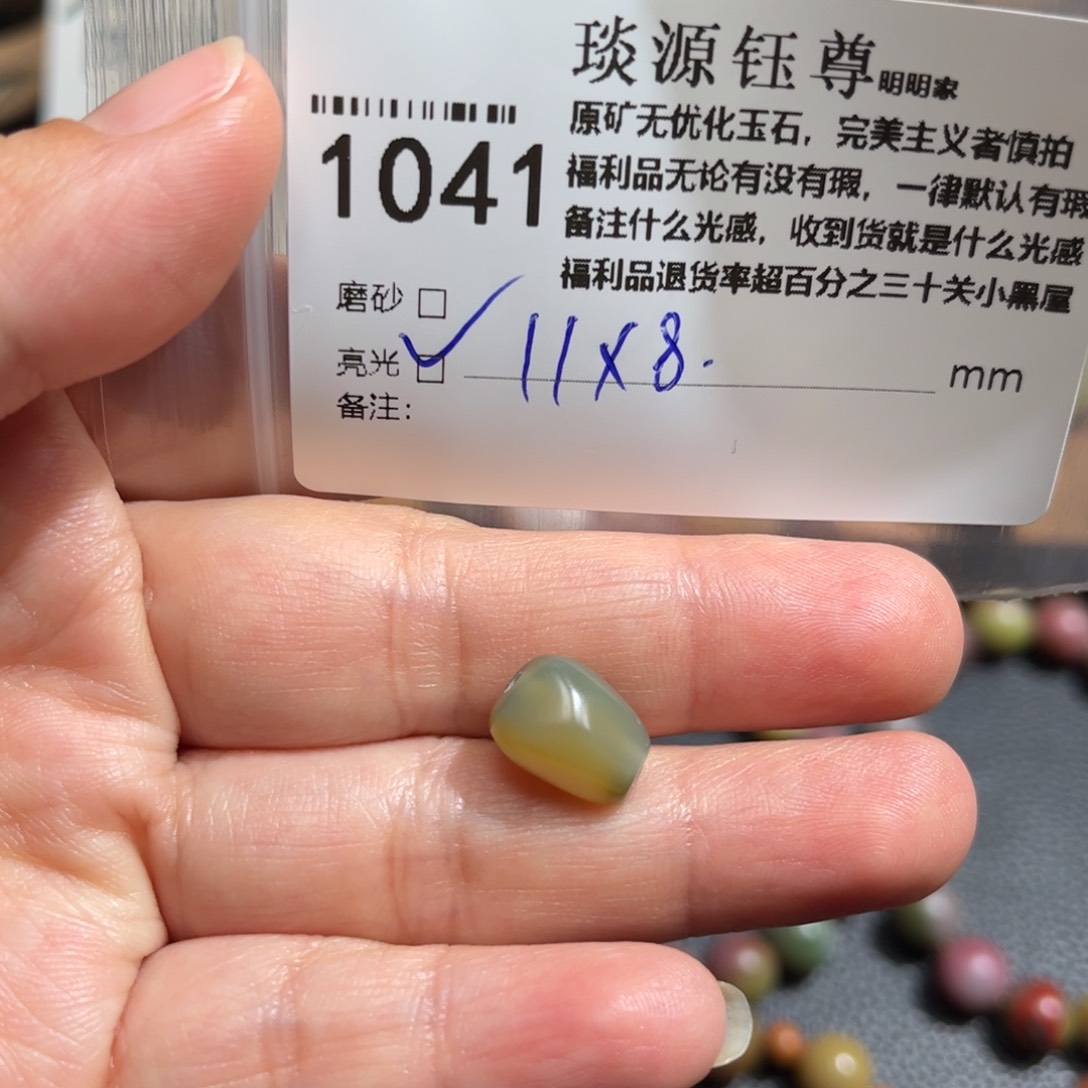 琰源钰尊明明家
原矿无优化玉石，完美主义者慎拍
1041
福利品无论有没有瑕，一律默认有瑕
备注什么光感，收到货就是什么光感
福利品退货率超百分之三十关小黑屋
磨砂 □
亮光 ☑ 11×8. mm
备注：